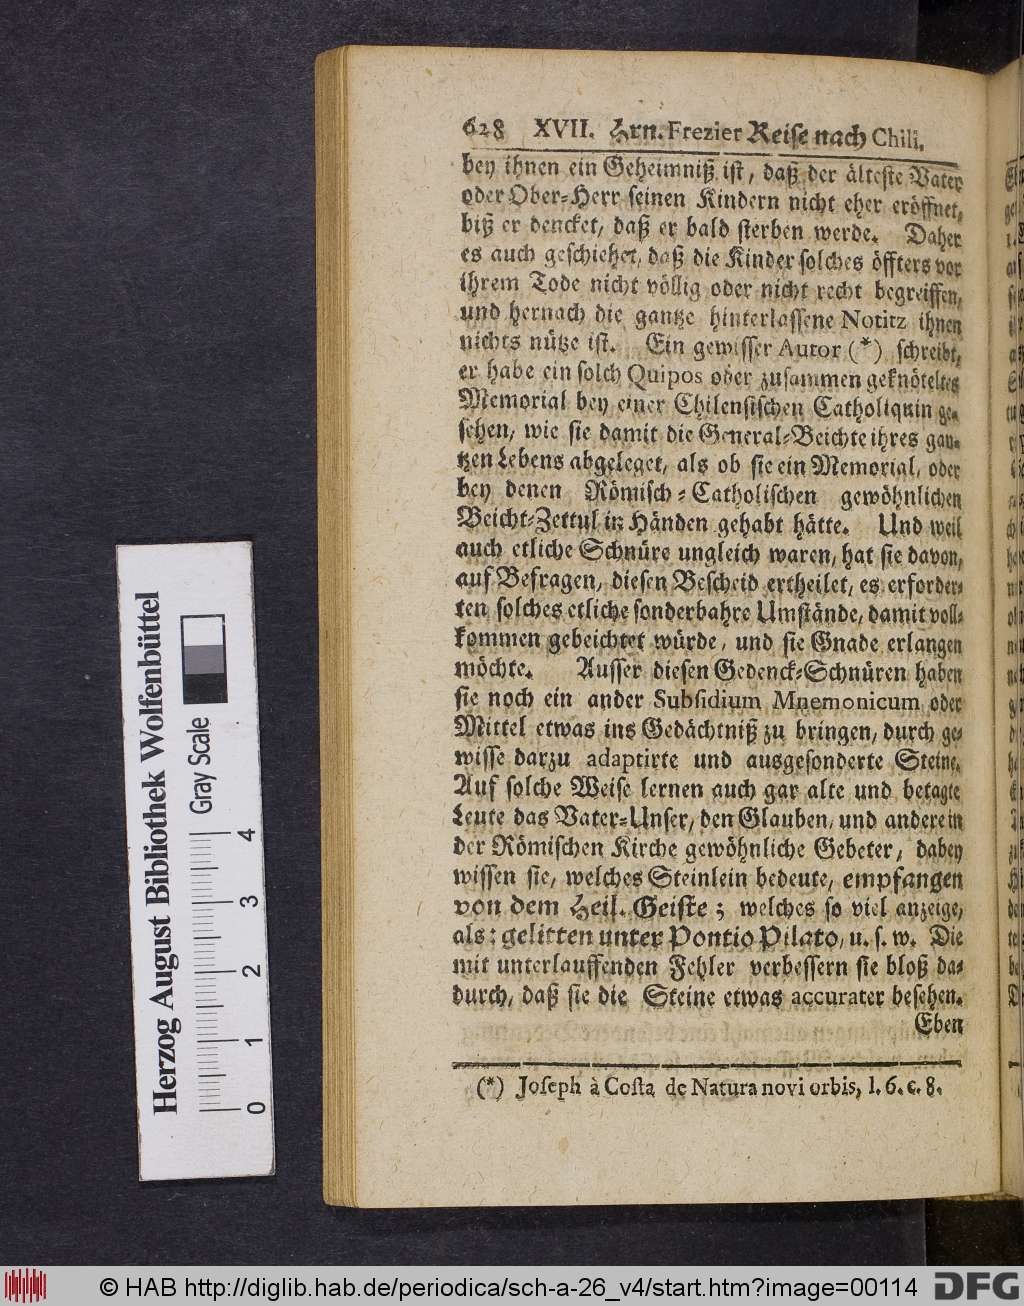 628 XVII. Hrn. Frezier Reise nach Chili,
bey ihnen ein Geheimniß ist, daß der älteste Vater
oder Ober-Herr seinen Kindern nicht eher eröffnet,
biß er dencket, daß er bald sterben werde. Daher
es auch geschiehet, daß die Kinder solches öffters vor
ihrem Tode nicht völlig oder nicht recht begreiffen,
und hernach die gantze hinterlassene Notitz ihnen
nichts nütze ist. Ein gewisser Autor (*) schreibt,
er habe ein solch Quipos oder zusammen geknöteltes
Memorial bey einer Chilensischen Catholiquin ge-
sehen, wie sie damit die General-Beichte ihres gan-
tzen Lebens abgeleget, als ob sie ein Memorial, oder
bey denen Römisch-Catholischen gewöhnlichen
Beicht-Zettul in Händen gehabt hätte. Und weil
auch etliche Schnüre ungleich waren, hat sie davon,
auf Befragen, diesen Bescheid ertheilet, es erforder-
ten solches etliche sonderbahre Umstände, damit voll-
kommen gebeichtet würde, und sie Gnade erlangen
möchte. Ausser diesen Gedenck-Schnüren haben
sie noch ein ander Subsidium Mnemonicum oder
Mittel etwas ins Gedächtniß zu bringen, durch ge-
wisse darzu adaptirte und ausgesonderte Steine.
Auf solche Weise lernen auch gar alte und betagte
Leute das Vater-Unser, den Glauben, und andere in
der Römischen Kirche gewöhnliche Gebeter, dabey
wissen sie, welches Steinlein bedeute, empfangen
von dem Heil. Geiste; welches so viel anzeige,
als: gelitten unter Pontio Pilato, u. s. w. Die
mit unterlauffenden Fehler verbessern sie bloß da-
durch, daß sie die Steine etwas accurater besehen.
Eben
(*) Joseph à Costa de Natura novi orbis, l. 6. c. 8.
Herzog August Bibliothek Wolfenbüttel
Gray Scale
0 1 2 3 4
© HAB http://diglib.hab.de/periodica/sch-a-26_v4/start.htm?image=00114
DFG